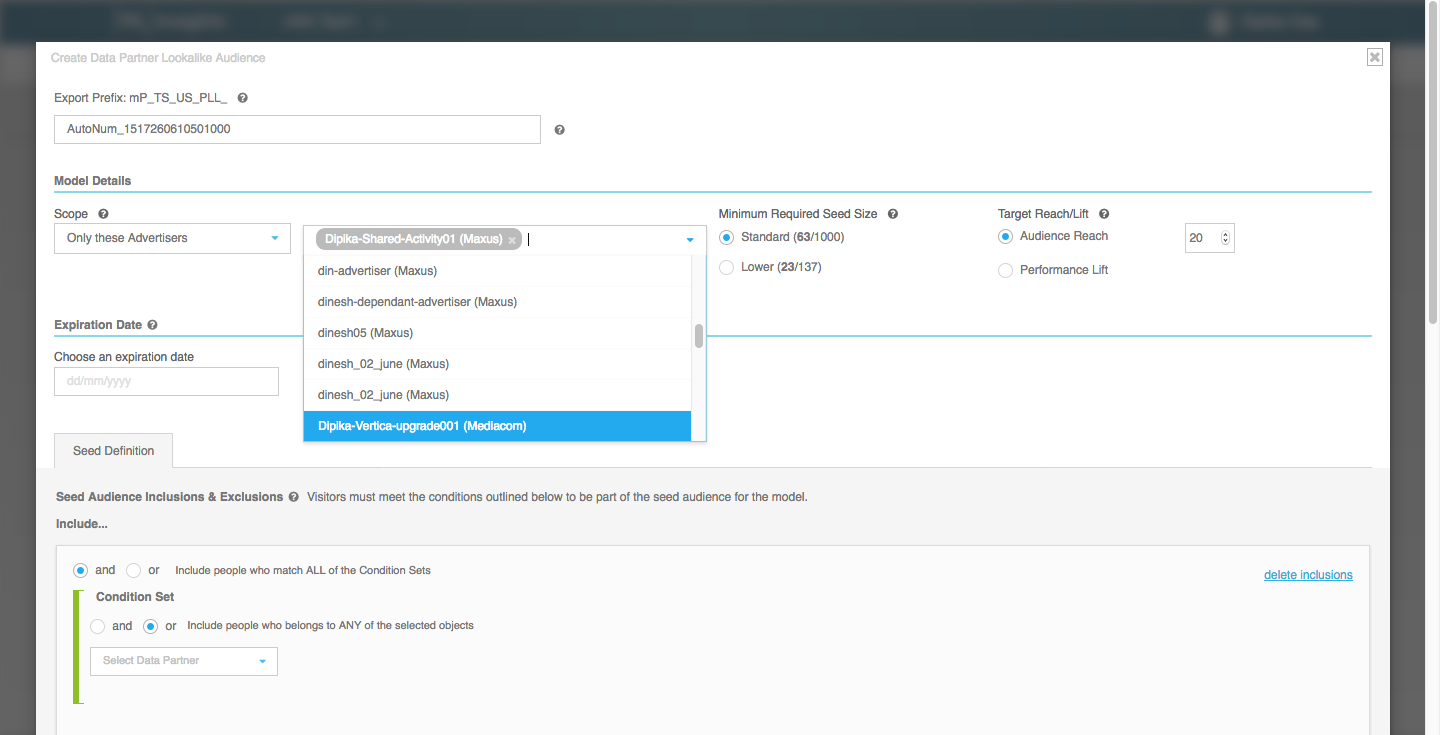 Create Data Partner Lookalike Audience
Export Prefix: mP_TS_US_PLL_
AutoNum_1517260610501000
Model Details
Scope
Only these Advertisers
Dipika-Shared-Activity01 (Maxus)
din-advertiser (Maxus)
dinesh-dependant-advertiser (Maxus)
dinesh05 (Maxus)
dinesh_02_june (Maxus)
dinesh_02_june (Maxus)
Dipika-Vertica-upgrade001 (Mediacom)
Minimum Required Seed Size
Standard (63/1000)
Lower (23/137)
Target Reach/Lift
Audience Reach
20
Performance Lift
Expiration Date
Choose an expiration date
dd/mm/yyyy
Seed Definition
Seed Audience Inclusions & Exclusions Visitors must meet the conditions outlined below to be part of the seed audience for the model.
Include...
and or Include people who match ALL of the Condition Sets
delete inclusions
Condition Set
and or Include people who belongs to ANY of the selected objects
Select Data Partner